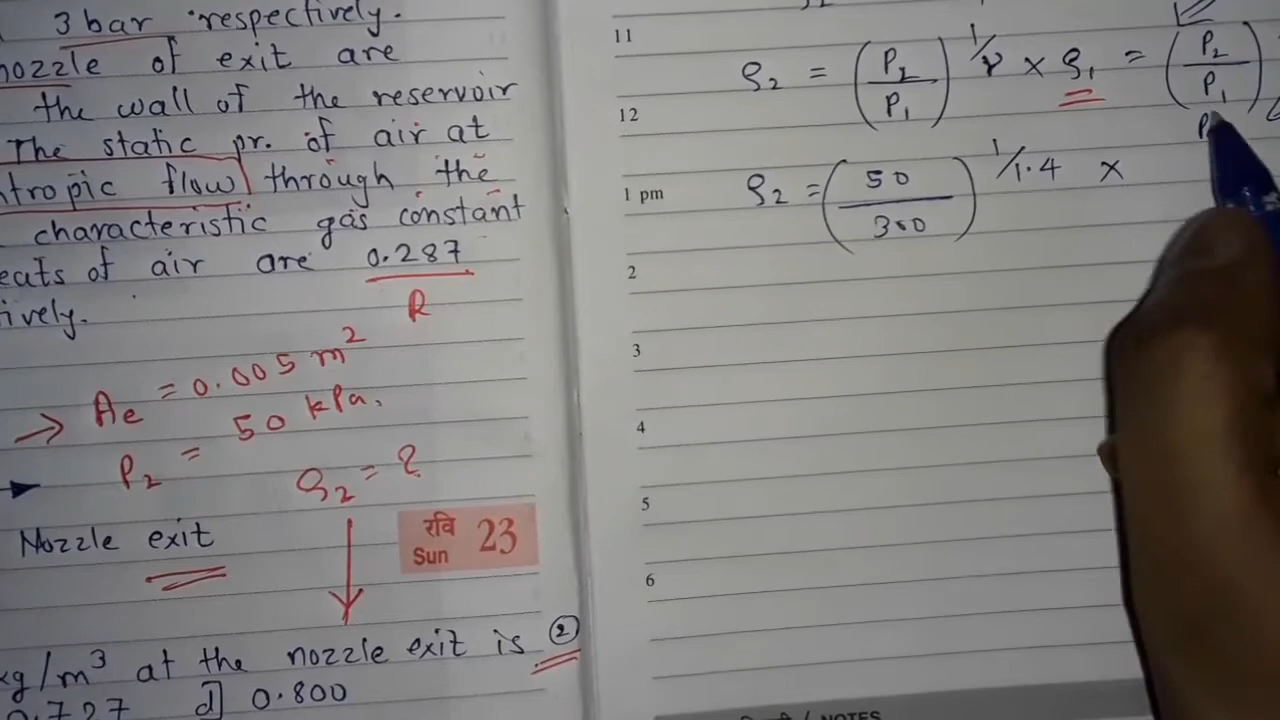 3 bar respectively.
nozzle of exit are
the wall of the reservoir
The static pr. of air at
ntropic flow through the
characteristic gas constant
eats of air are 0.287
ively.
R
→ Ae = 0.005 m²
P₂ = 50 kPa.
ρ₂ = ?
Nozzle exit
रवि
Sun 23
kg/m³ at the nozzle exit is ②
0.727 d] 0.800
11
ρ₂ = (P₂/P₁)^1/γ × ρ₁ = (P₂/P₁)
12
1 pm
ρ₂ = (50/300)^1/1.4 ×
2
3
4
5
6
/ NOTES